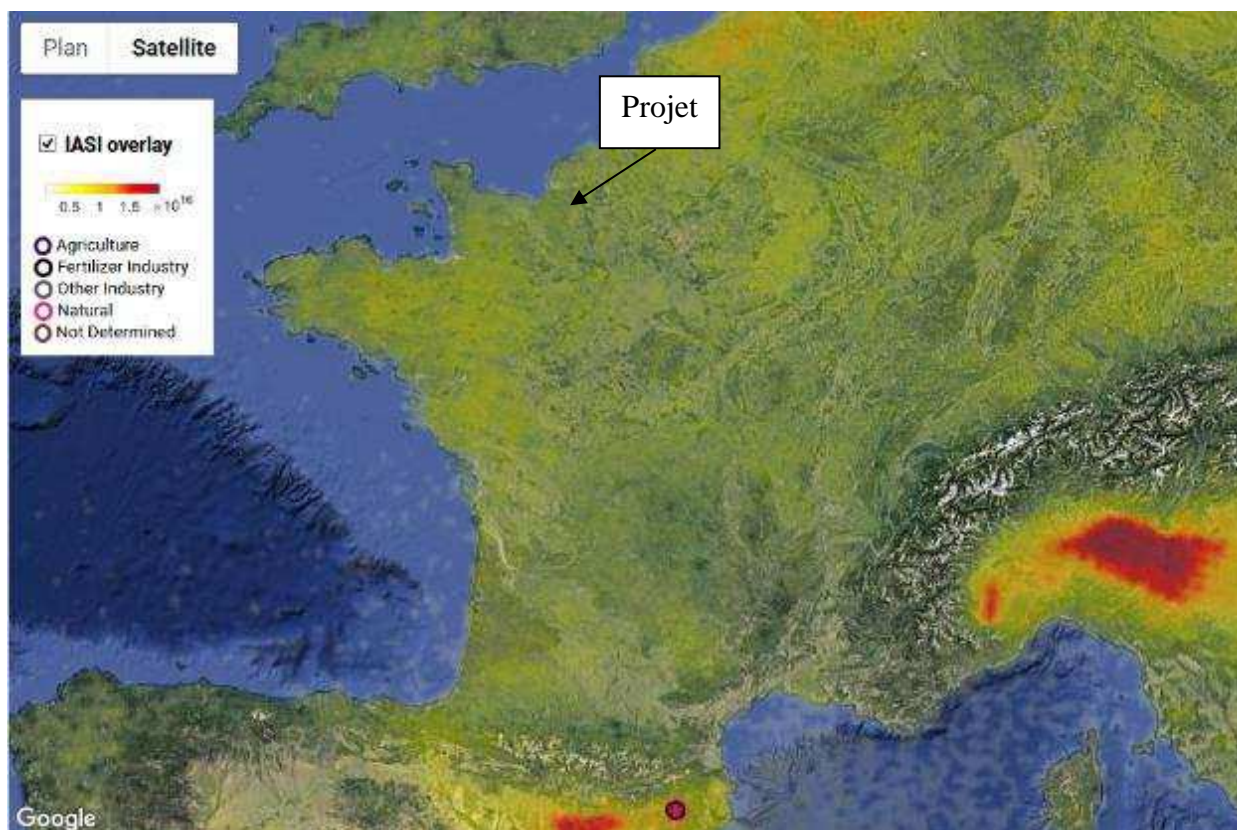 Plan Satellite
Projet
IASI overlay
0.5 1 1.5 ×10¹⁶
Agriculture
Fertilizer Industry
Other Industry
Natural
Not Determined
Google